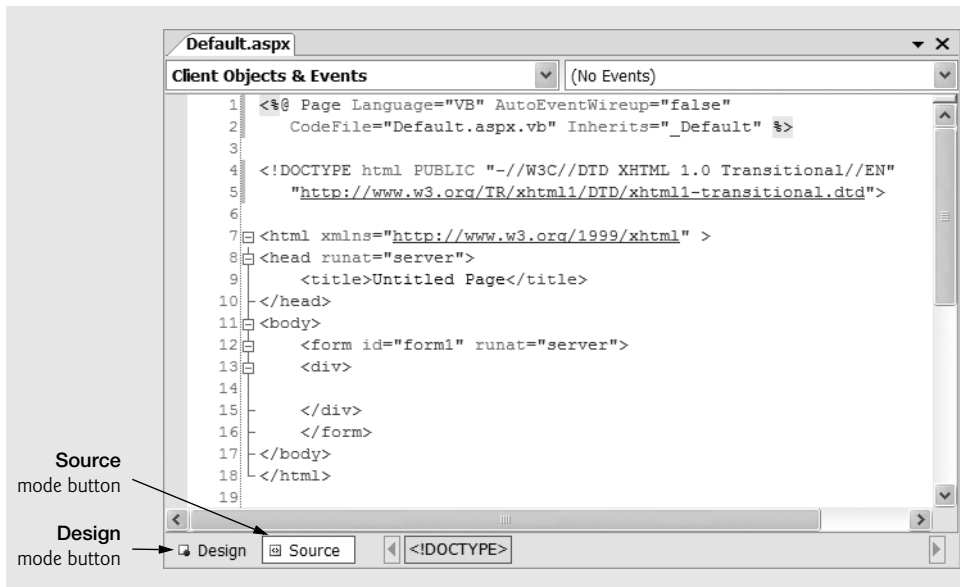 Default.aspx
Client Objects & Events (No Events)
1 <%@ Page Language="VB" AutoEventWireup="false"
2 CodeFile="Default.aspx.vb" Inherits="_Default" %>
3
4 <!DOCTYPE html PUBLIC "-//W3C//DTD XHTML 1.0 Transitional//EN"
5 "http://www.w3.org/TR/xhtml1/DTD/xhtml1-transitional.dtd">
6
7 <html xmlns="http://www.w3.org/1999/xhtml" >
8 <head runat="server">
9 <title>Untitled Page</title>
10 </head>
11 <body>
12 <form id="form1" runat="server">
13 <div>
14
15 </div>
16 </form>
17 </body>
18 </html>
19
Source
mode button
Design
mode button
Design Source <!DOCTYPE>